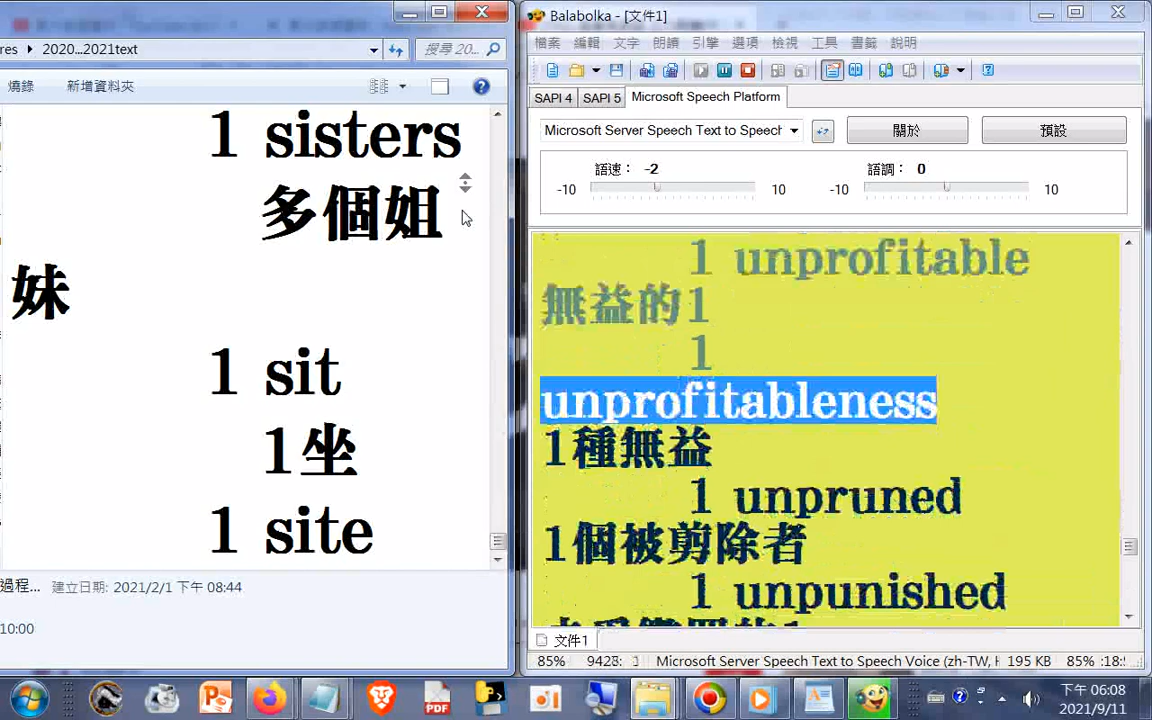 res ▸ 2020...2021text
搜尋 20...
燒錄 新增資料夾
1 sisters
多個姐
妹
1 sit
1坐
1 site
過程... 建立日期: 2021/2/1 下午 08:44
10:00
Balabolka - [文件1]
檔案 編輯 文字 朗讀 引擎 選項 檢視 工具 書籤 說明
SAPI 4 SAPI 5 Microsoft Speech Platform
Microsoft Server Speech Text to Speech
關於 預設
語速： -2 語調： 0
-10 10 -10 10
1 unprofitable
無益的1
1
unprofitableness
1種無益
1 unpruned
1個被剪除者
1 unpunished
文件1
85% 9428: 1 Microsoft Server Speech Text to Speech Voice (zh-TW, H 195 KB 85% :18:
下午 06:08
2021/9/11